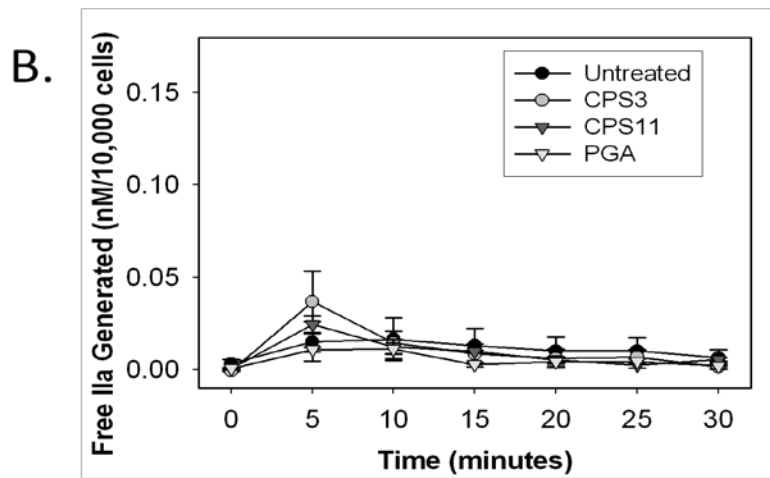 B.
Free IIa Generated (nM/10,000 cells)
0.15
0.10
0.05
0.00
Untreated
CPS3
CPS11
PGA
0 5 10 15 20 25 30
Time (minutes)